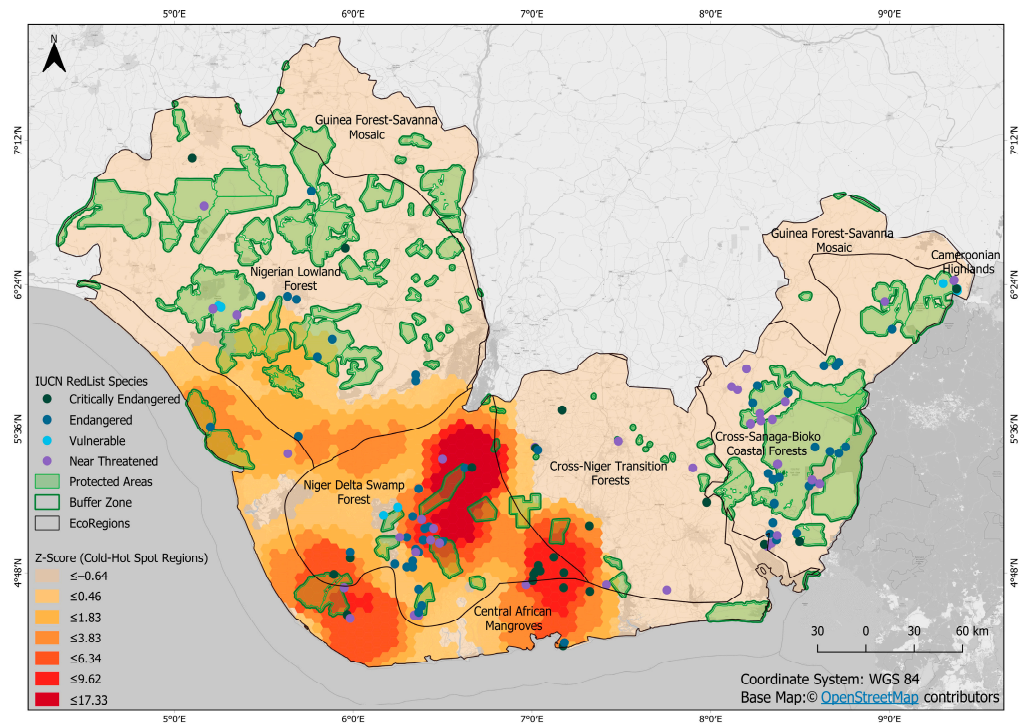 5°0'E 6°0'E 7°0'E 8°0'E 9°0'E
N
7°12'N
7°12'N
Guinea Forest-Savanna
Mosaic
Guinea Forest-Savanna
Mosaic
Cameroonian
Highlands
6°24'N
6°24'N
Nigerian Lowland
Forest
IUCN RedList Species
Critically Endangered
Endangered
Vulnerable
Near Threatened
Protected Areas
Buffer Zone
EcoRegions
5°36'N
5°36'N
Cross-Sanaga-Bioko
Coastal Forests
Cross-Niger Transition
Forests
Niger Delta Swamp
Forest
Z-Score (Cold-Hot Spot Regions)
≤−0.64
≤0.46
≤1.83
≤3.83
≤6.34
≤9.62
≤17.33
4°48'N
4°48'N
Central African
Mangroves
30 0 30 60 km
Coordinate System: WGS 84
Base Map:© OpenStreetMap contributors
5°0'E 6°0'E 7°0'E 8°0'E 9°0'E